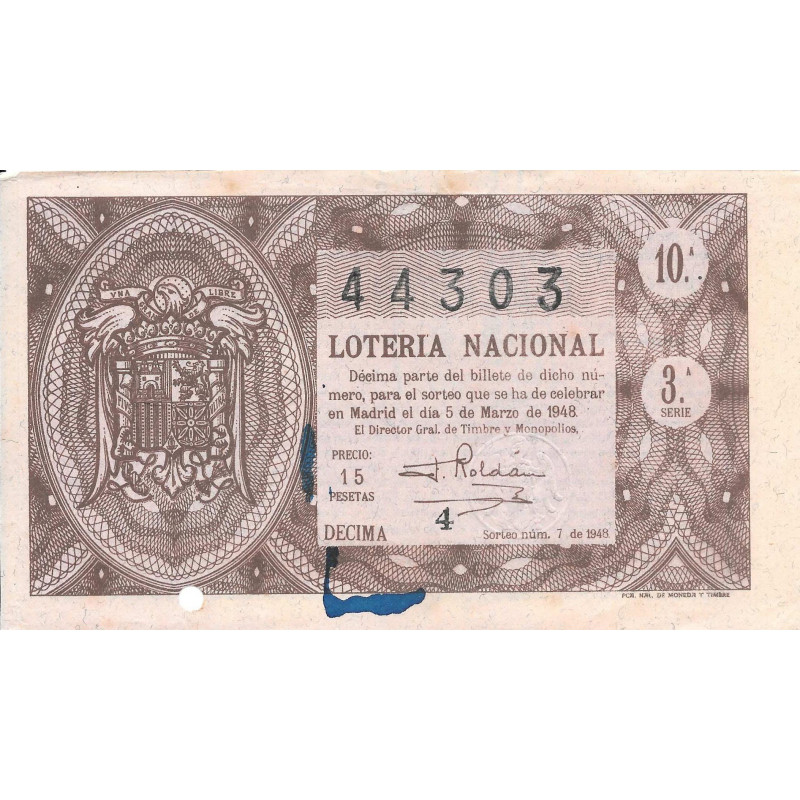 VNA LIBRE
44303
10.ᴬ
LOTERIA NACIONAL
Décima parte del billete de dicho nú-
mero, para el sorteo que se ha de celebrar
en Madrid el día 5 de Marzo de 1948.
El Director Gral. de Timbre y Monopolios,
3.ᴬ
SERIE
PRECIO:
15
PESETAS
J. Roldán
DECIMA 4
Sorteo núm. 7 de 1948
FCA. NAL. DE MONEDA Y TIMBRE